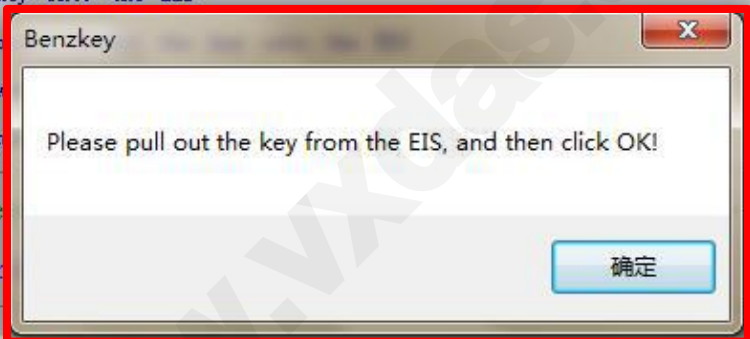 Benzkey
Please pull out the key from the EIS, and then click OK!
确定